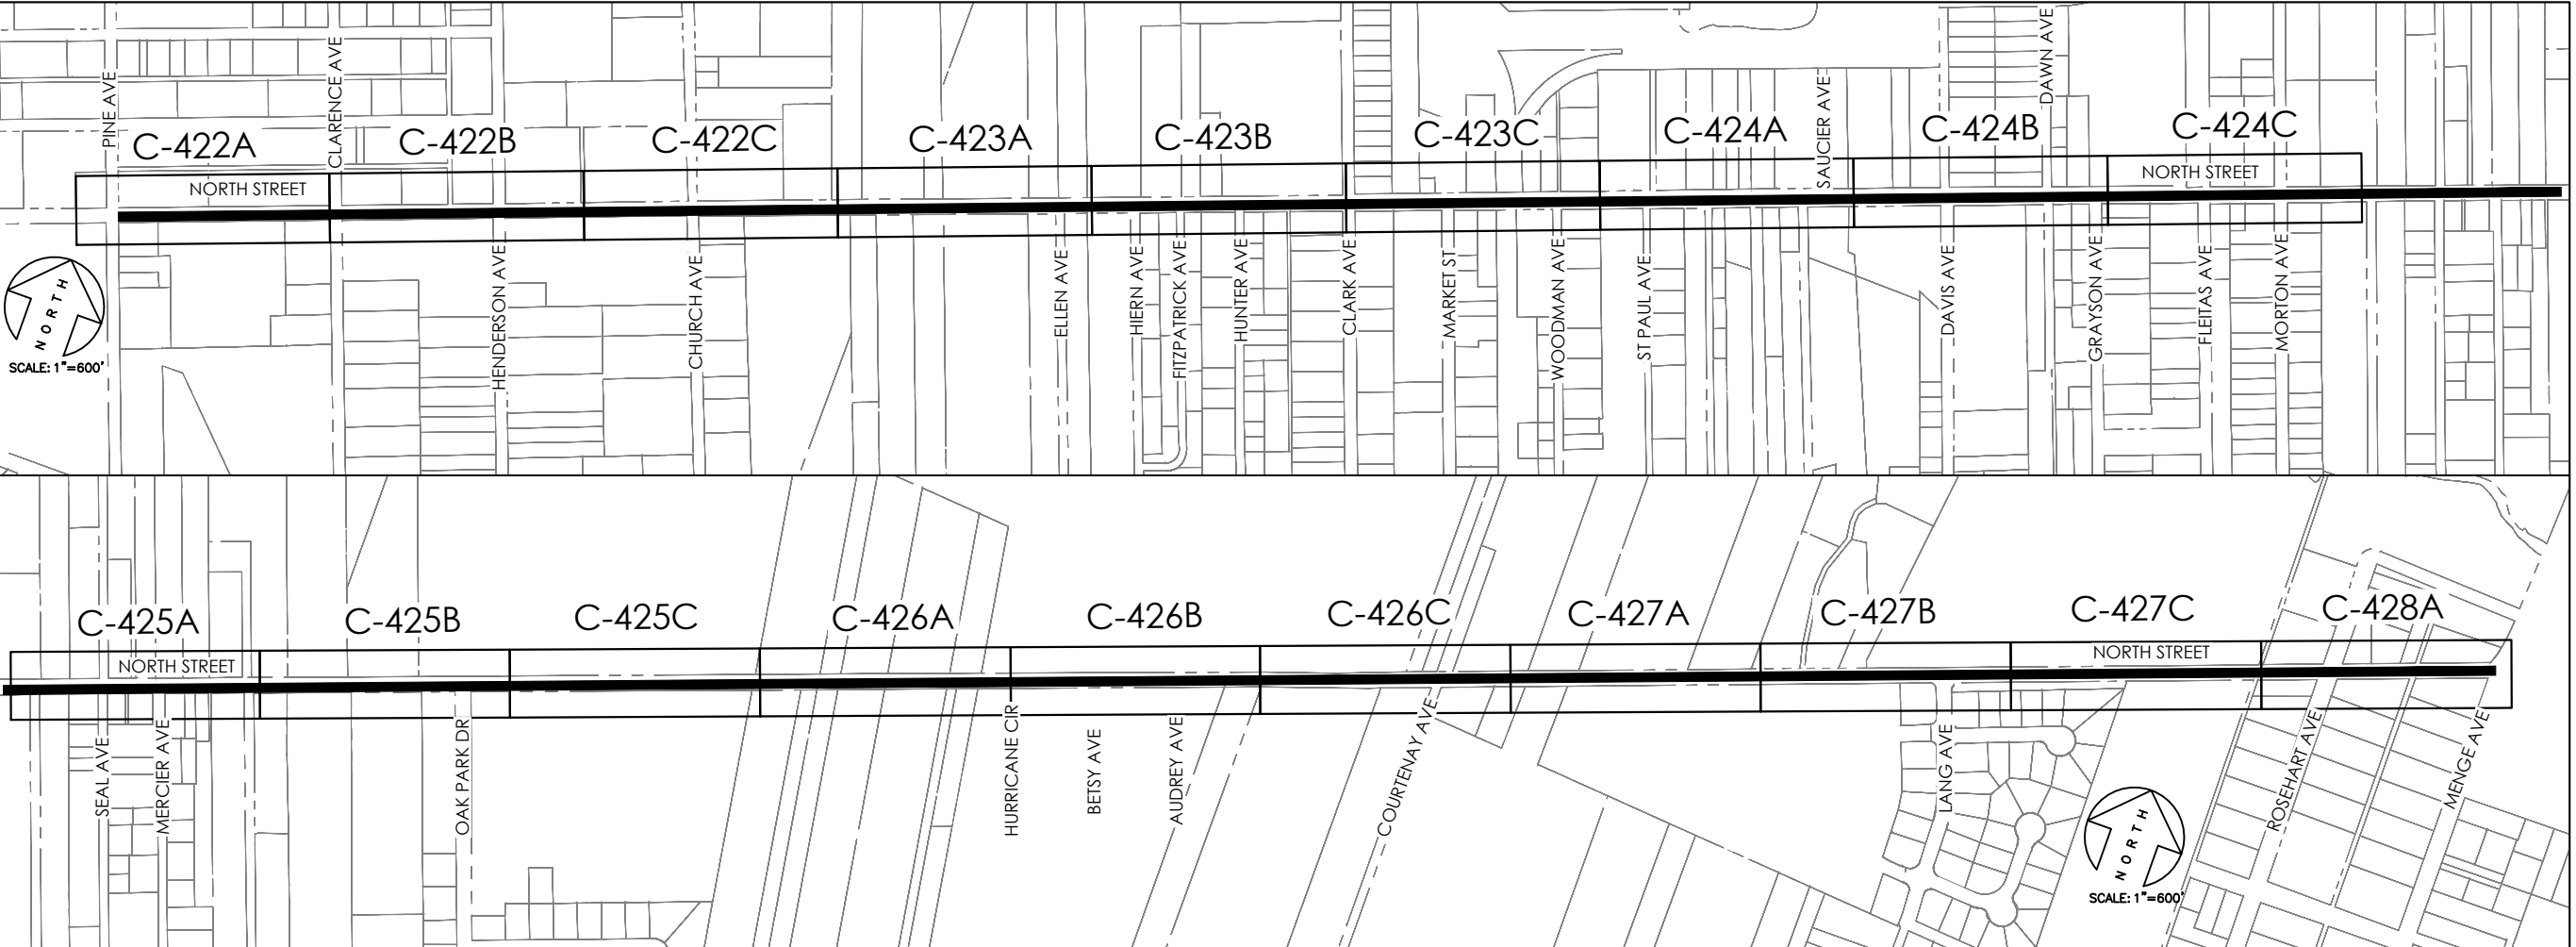 PINE AVE
CLARENCE AVE
SAUCIER AVE
DAWN AVE
C-422A
C-422B
C-422C
C-423A
C-423B
C-423C
C-424A
C-424B
C-424C
NORTH STREET
NORTH STREET
HENDERSON AVE
CHURCH AVE
ELLEN AVE
HIERN AVE
FITZPATRICK AVE
HUNTER AVE
CLARK AVE
MARKET ST
WOODMAN AVE
ST PAUL AVE
DAVIS AVE
GRAYSON AVE
FLEITAS AVE
MORTON AVE
NORTH
SCALE: 1"=600'
C-425A
C-425B
C-425C
C-426A
C-426B
C-426C
C-427A
C-427B
C-427C
C-428A
NORTH STREET
NORTH STREET
SEAL AVE
MERCIER AVE
OAK PARK DR
HURRICANE CIR
BETSY AVE
AUDREY AVE
COURTENAY AVE
LANG AVE
ROSEHART AVE
MENGE AVE
NORTH
SCALE: 1"=600'